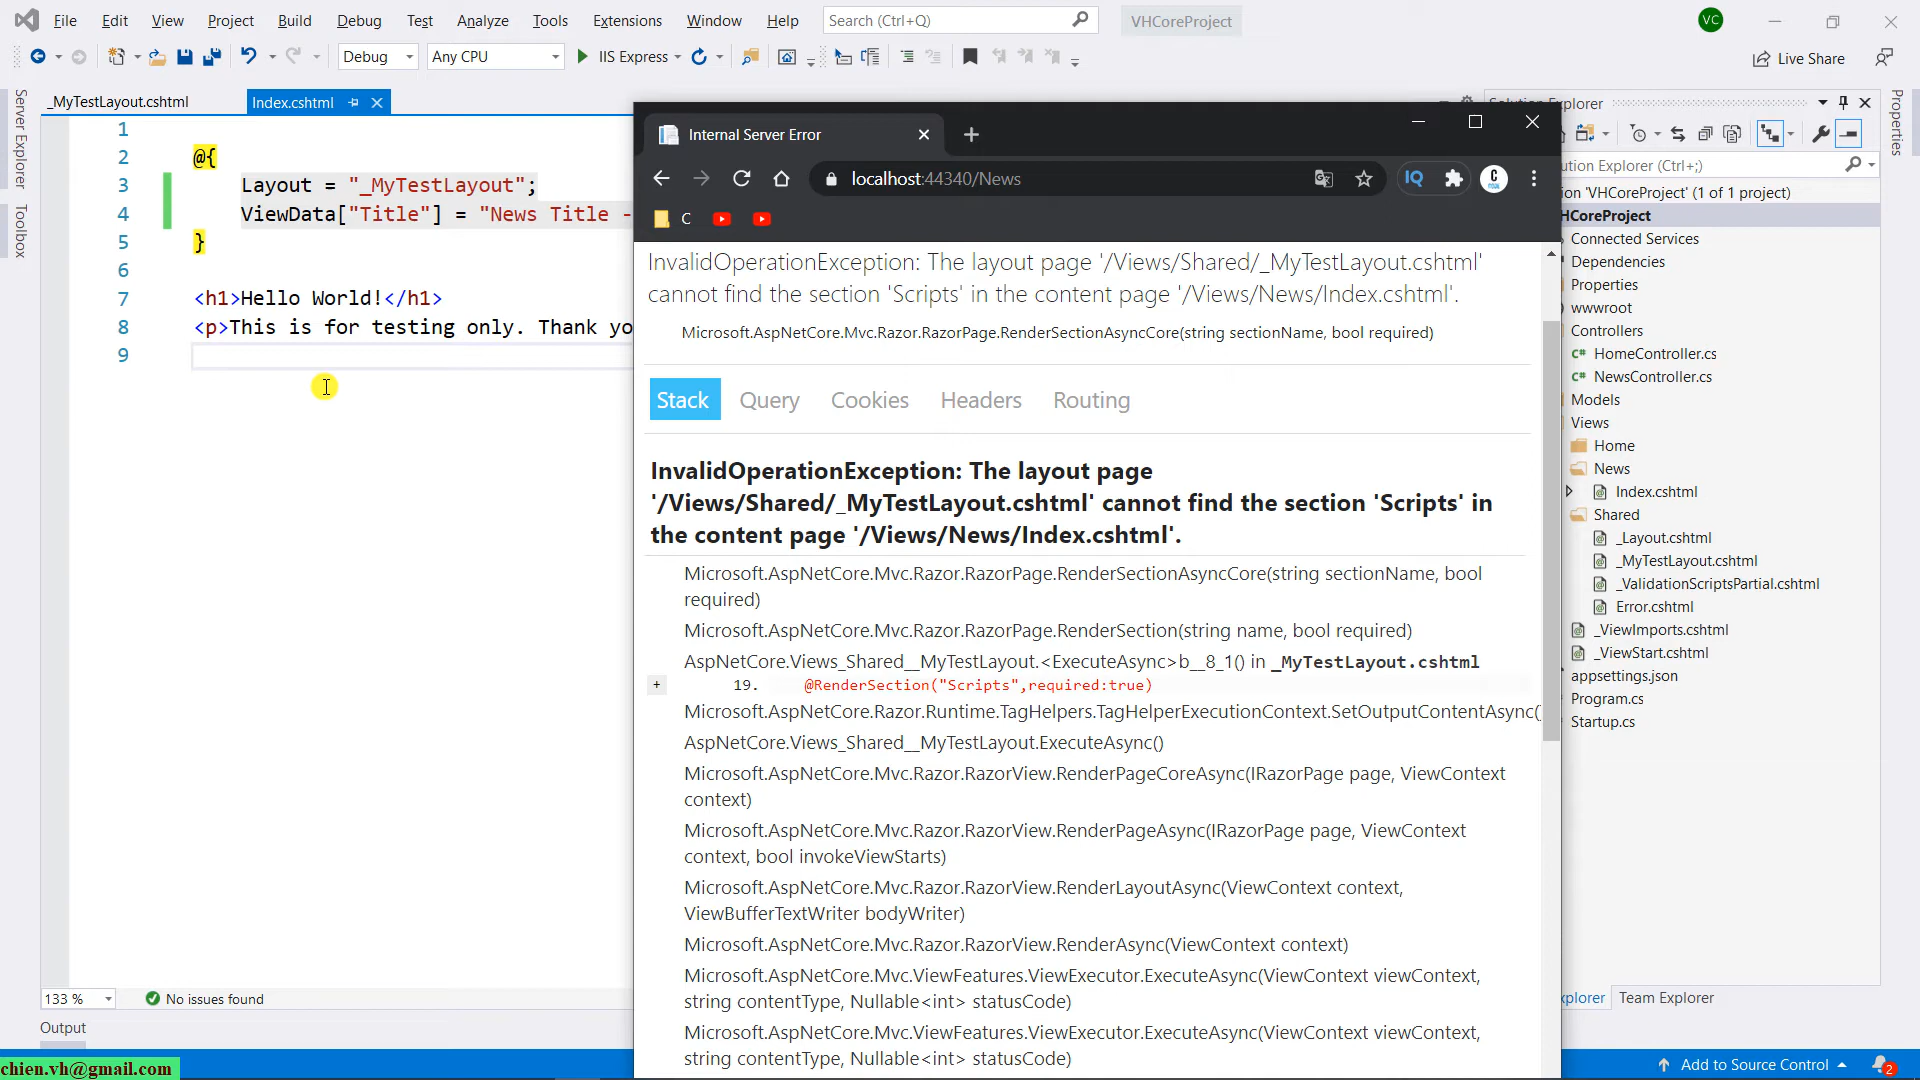 File Edit View Project Build Debug Test Analyze Tools Extensions Window Help Search (Ctrl+Q) VHCoreProject VC
Debug Any CPU IIS Express Live Share
Server Explorer
Toolbox
_MyTestLayout.cshtml Index.cshtml
1
2 @{
3 Layout = "_MyTestLayout";
4 ViewData["Title"] = "News Title -
5 }
6
7 <h1>Hello World!</h1>
8 <p>This is for testing only. Thank yo
9
133 % No issues found
Output
chien.vh@gmail.com
Internal Server Error
localhost:44340/News
IQ
C
InvalidOperationException: The layout page '/Views/Shared/_MyTestLayout.cshtml'
cannot find the section 'Scripts' in the content page '/Views/News/Index.cshtml'.
Microsoft.AspNetCore.Mvc.Razor.RazorPage.RenderSectionAsyncCore(string sectionName, bool required)
Stack Query Cookies Headers Routing
InvalidOperationException: The layout page
'/Views/Shared/_MyTestLayout.cshtml' cannot find the section 'Scripts' in
the content page '/Views/News/Index.cshtml'.
Microsoft.AspNetCore.Mvc.Razor.RazorPage.RenderSectionAsyncCore(string sectionName, bool
required)
Microsoft.AspNetCore.Mvc.Razor.RazorPage.RenderSection(string name, bool required)
AspNetCore.Views_Shared__MyTestLayout.<ExecuteAsync>b__8_1() in _MyTestLayout.cshtml
+ 19. @RenderSection("Scripts",required:true)
Microsoft.AspNetCore.Razor.Runtime.TagHelpers.TagHelperExecutionContext.SetOutputContentAsync()
AspNetCore.Views_Shared__MyTestLayout.ExecuteAsync()
Microsoft.AspNetCore.Mvc.Razor.RazorView.RenderPageCoreAsync(IRazorPage page, ViewContext
context)
Microsoft.AspNetCore.Mvc.Razor.RazorView.RenderPageAsync(IRazorPage page, ViewContext
context, bool invokeViewStarts)
Microsoft.AspNetCore.Mvc.Razor.RazorView.RenderLayoutAsync(ViewContext context,
ViewBufferTextWriter bodyWriter)
Microsoft.AspNetCore.Mvc.Razor.RazorView.RenderAsync(ViewContext context)
Microsoft.AspNetCore.Mvc.ViewFeatures.ViewExecutor.ExecuteAsync(ViewContext viewContext,
string contentType, Nullable<int> statusCode)
Microsoft.AspNetCore.Mvc.ViewFeatures.ViewExecutor.ExecuteAsync(ViewContext viewContext,
string contentType, Nullable<int> statusCode)
Solution Explorer
ution Explorer (Ctrl+;)
ion 'VHCoreProject' (1 of 1 project)
HCoreProject
Connected Services
Dependencies
Properties
wwwroot
Controllers
C# HomeController.cs
C# NewsController.cs
Models
Views
Home
News
Index.cshtml
Shared
_Layout.cshtml
_MyTestLayout.cshtml
_ValidationScriptsPartial.cshtml
Error.cshtml
_ViewImports.cshtml
_ViewStart.cshtml
appsettings.json
Program.cs
Startup.cs
xplorer Team Explorer
Properties
Add to Source Control 2